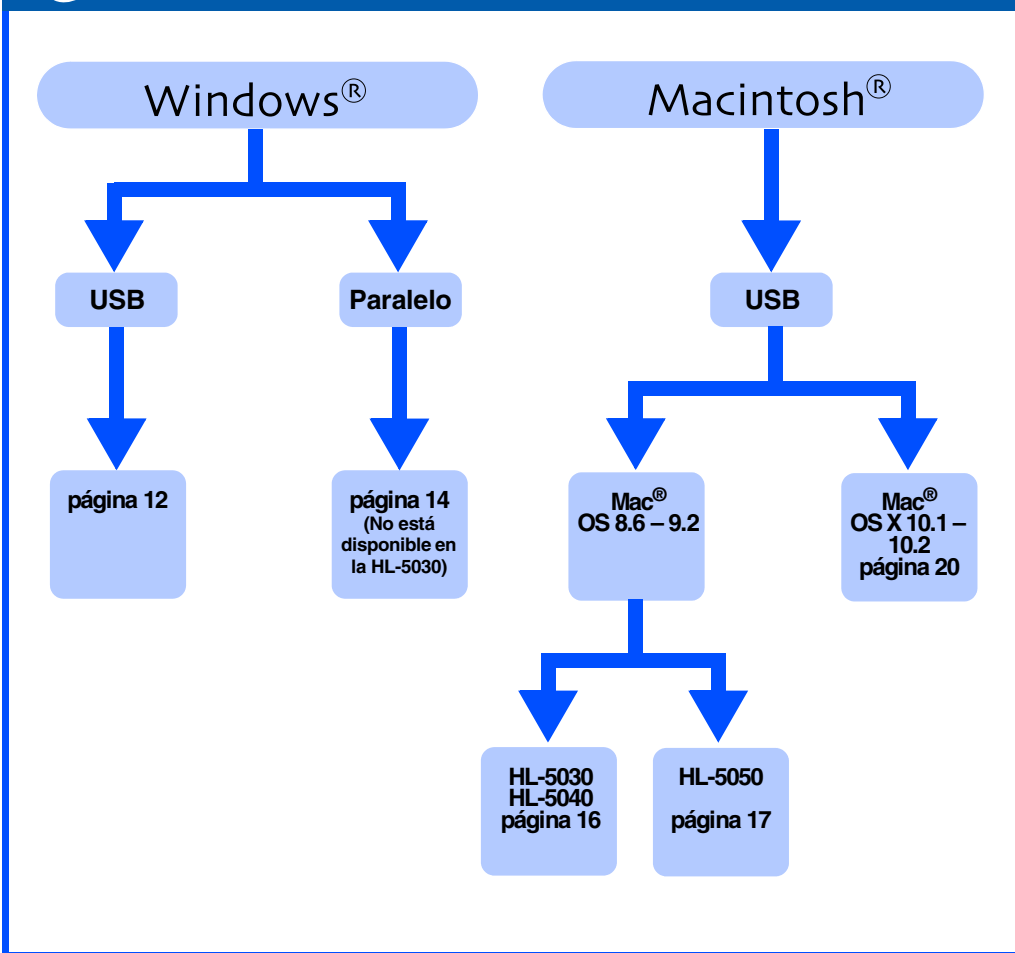 Windows®
Macintosh®
USB
Paralelo
USB
página 12
página 14
(No está
disponible en
la HL-5030)
Mac®
OS 8.6 – 9.2
Mac®
OS X 10.1 –
10.2
página 20
HL-5030
HL-5040
página 16
HL-5050
página 17